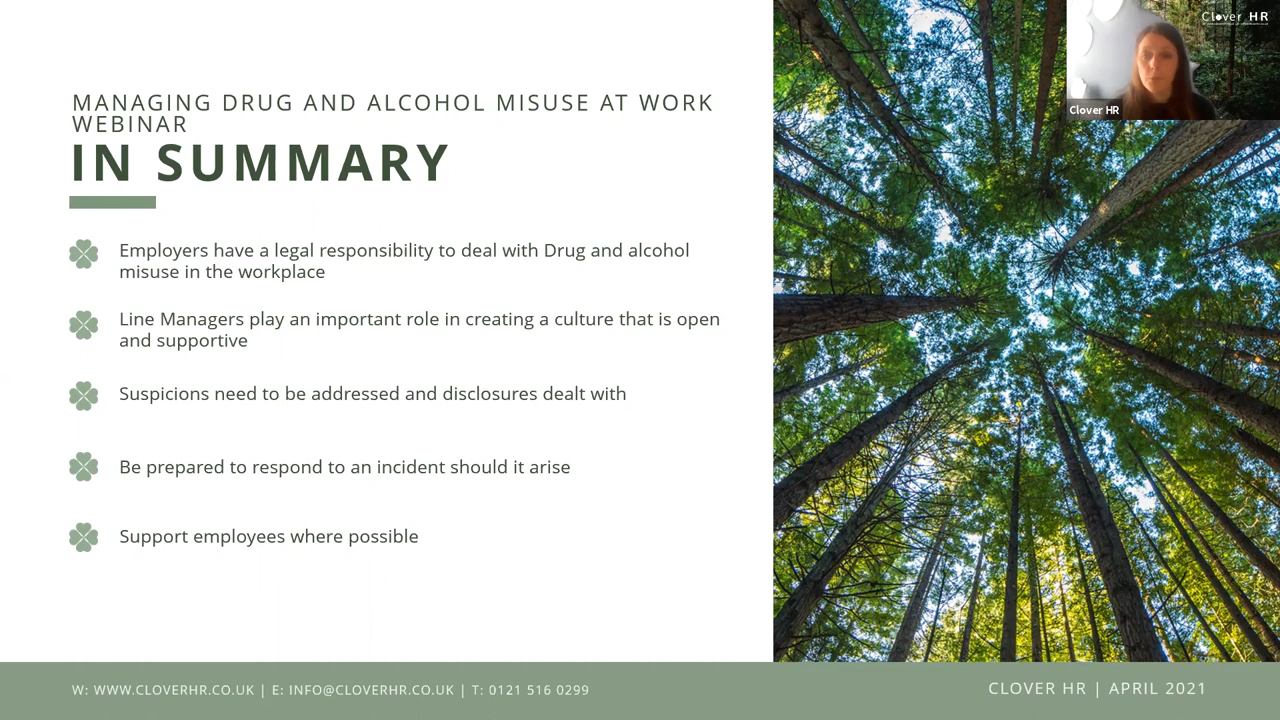 MANAGING DRUG AND ALCOHOL MISUSE AT WORK
WEBINAR
IN SUMMARY
Employers have a legal responsibility to deal with Drug and alcohol
misuse in the workplace
Line Managers play an important role in creating a culture that is open
and supportive
Suspicions need to be addressed and disclosures dealt with
Be prepared to respond to an incident should it arise
Support employees where possible
Clover HR
Clover HR
W: WWW.CLOVERHR.CO.UK | E: INFO@CLOVERHR.CO.UK | T: 0121 516 0299
CLOVER HR | APRIL 2021